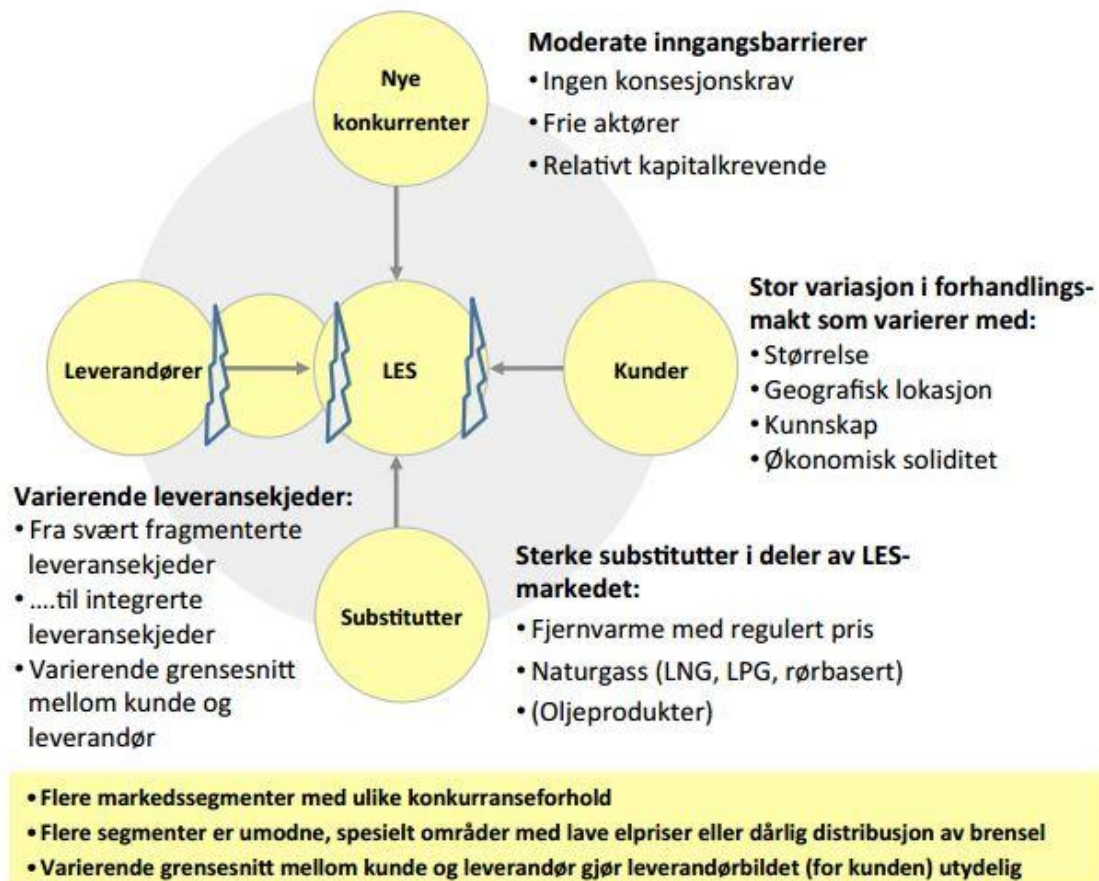 Nye
konkurrenter
Moderate inngangsbarrierer
• Ingen konsesjonskrav
• Frie aktører
• Relativt kapitalkrevende
Leverandører
LES
Kunder
Stor variasjon i forhandlings-
makt som varierer med:
• Størrelse
• Geografisk lokasjon
• Kunnskap
• Økonomisk soliditet
Varierende leveransekjeder:
• Fra svært fragmenterte
leveransekjeder
• ....til integrerte
leveransekjeder
• Varierende grensesnitt
mellom kunde og
leverandør
Substitutter
Sterke substitutter i deler av LES-
markedet:
• Fjernvarme med regulert pris
• Naturgass (LNG, LPG, rørbasert)
• (Oljeprodukter)
• Flere markedssegmenter med ulike konkurranseforhold
• Flere segmenter er umodne, spesielt områder med lave elpriser eller dårlig distribusjon av brensel
• Varierende grensesnitt mellom kunde og leverandør gjør leverandørbildet (for kunden) utydelig